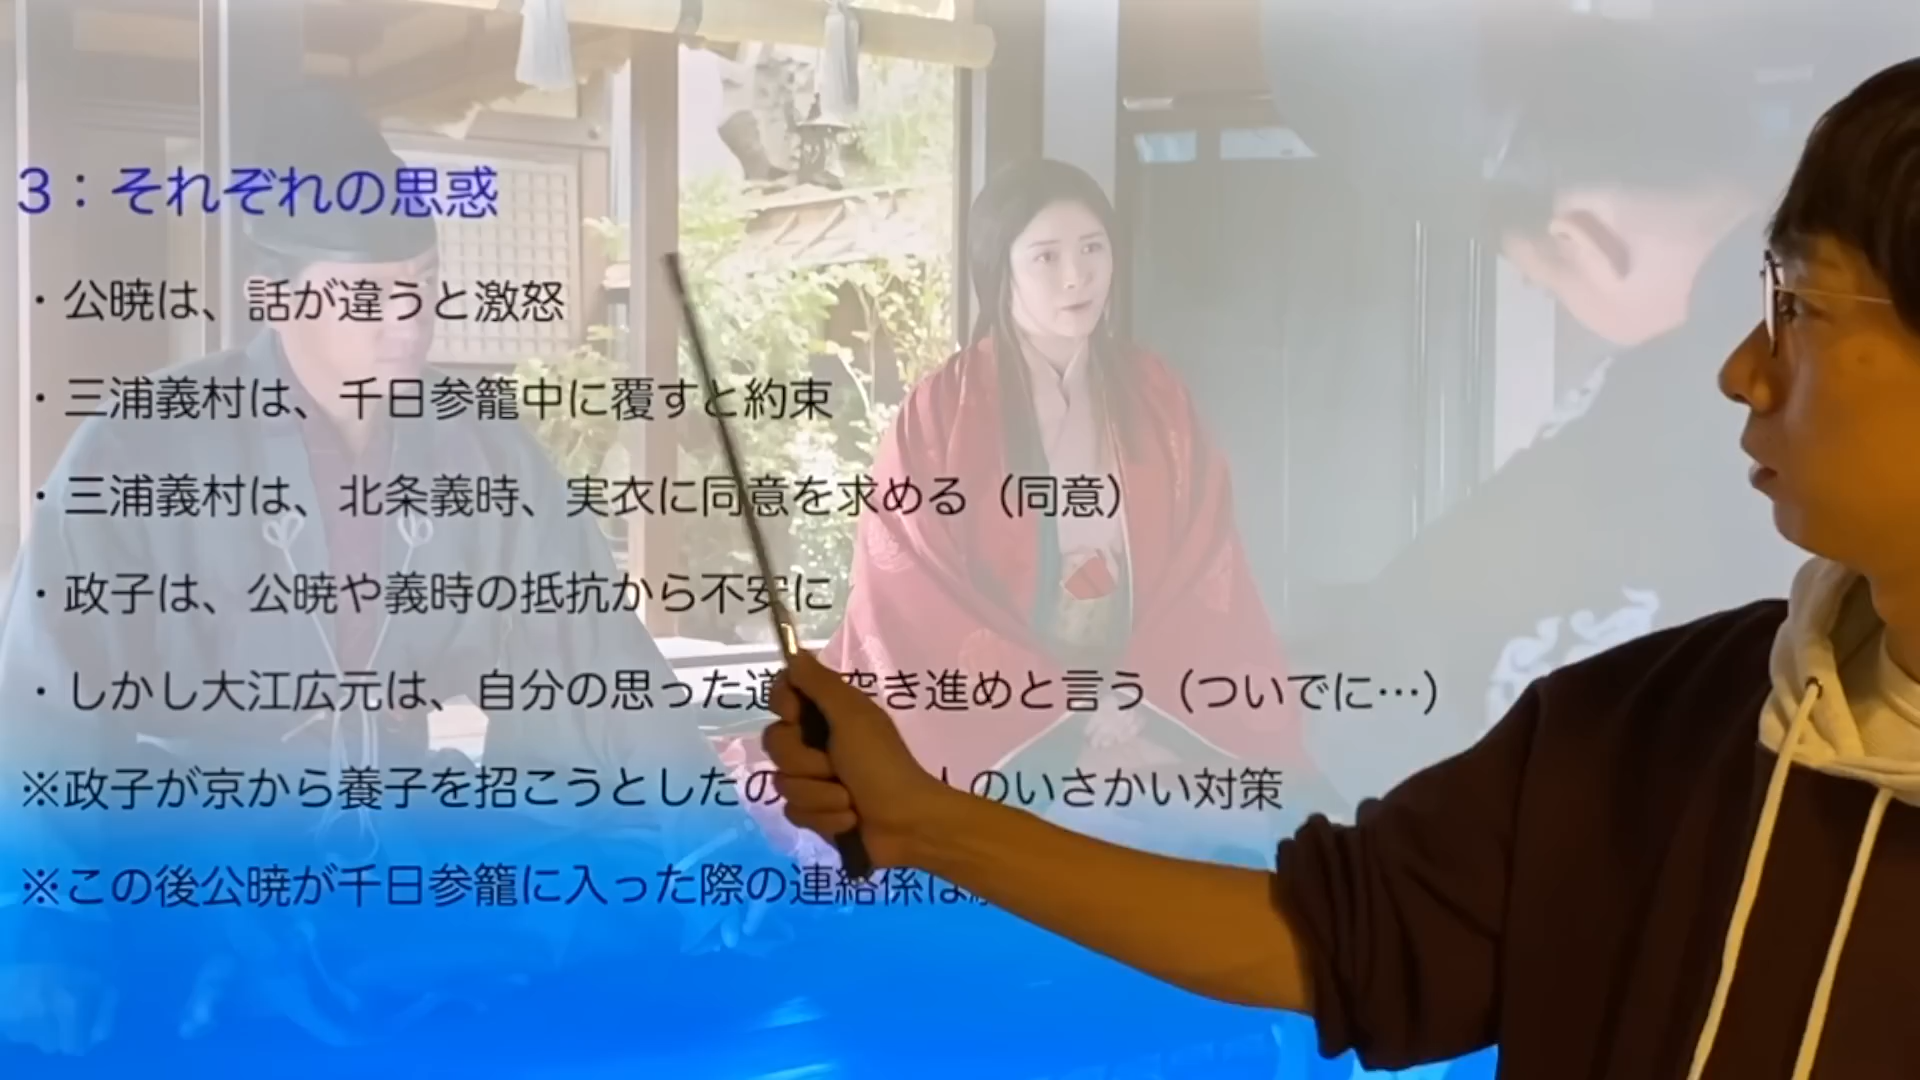 3：それぞれの思惑
・公暁は、話が違うと激怒
・三浦義村は、千日参籠中に覆すと約束
・三浦義村は、北条義時、実衣に同意を求める（同意）
・政子は、公暁や義時の抵抗から不安に
・しかし大江広元は、自分の思った道 突き進めと言う（ついでに…）
※政子が京から養子を招こうとしたの のいさかい対策
※この後公暁が千日参籠に入った際の連絡係は